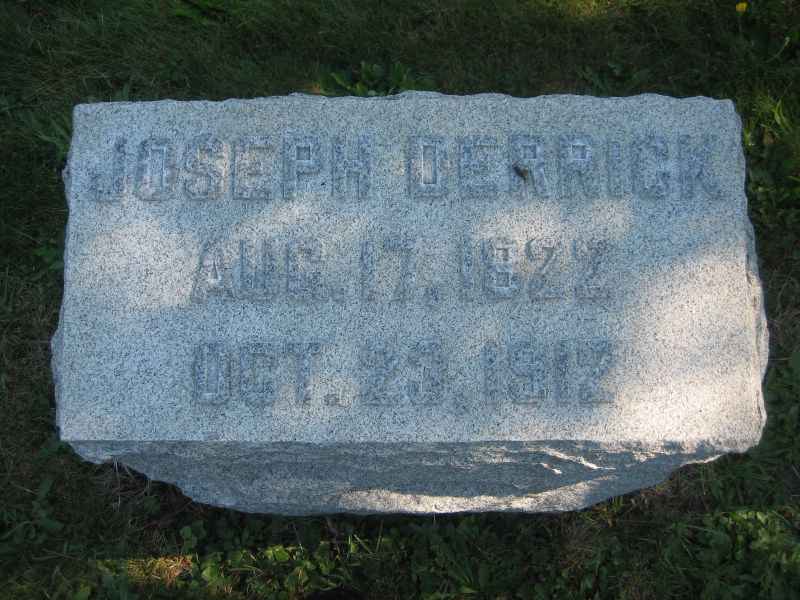 JOSEPH DERRICK
AUG. 17, 1822
OCT. 23, 1912